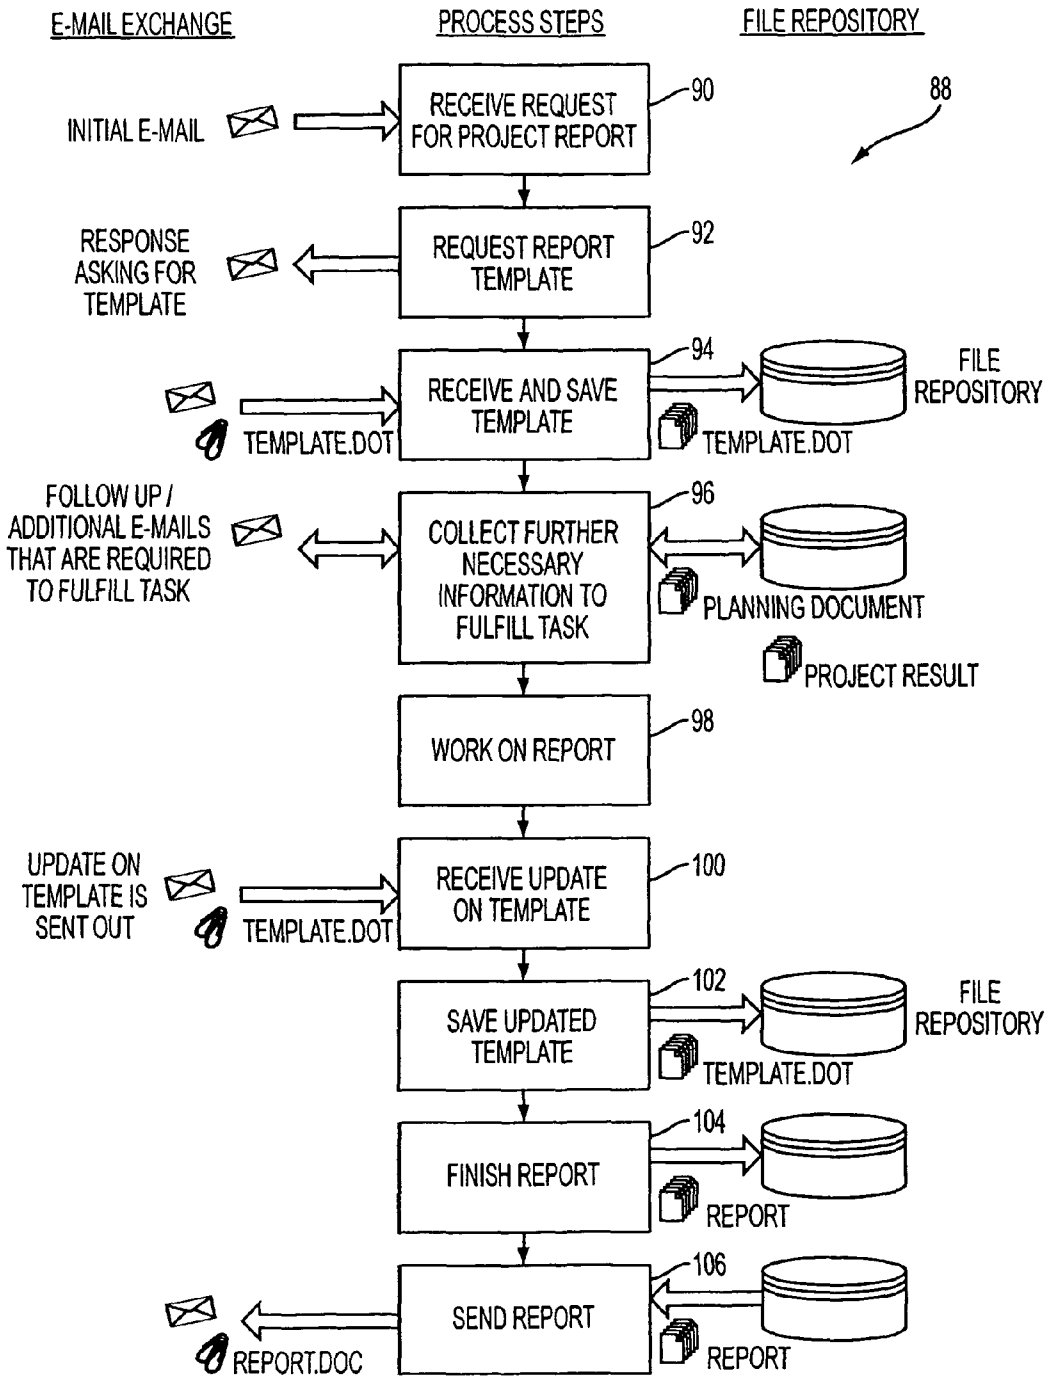 E-MAIL EXCHANGE
PROCESS STEPS
FILE REPOSITORY
88
INITIAL E-MAIL
RECEIVE REQUEST
FOR PROJECT REPORT
90
RESPONSE
ASKING FOR
TEMPLATE
REQUEST REPORT
TEMPLATE
92
TEMPLATE.DOT
RECEIVE AND SAVE
TEMPLATE
94
TEMPLATE.DOT
FILE
REPOSITORY
FOLLOW UP /
ADDITIONAL E-MAILS
THAT ARE REQUIRED
TO FULFILL TASK
COLLECT FURTHER
NECESSARY
INFORMATION TO
FULFILL TASK
96
PLANNING DOCUMENT
PROJECT RESULT
WORK ON REPORT
98
UPDATE ON
TEMPLATE IS
SENT OUT
TEMPLATE.DOT
RECEIVE UPDATE
ON TEMPLATE
100
SAVE UPDATED
TEMPLATE
102
TEMPLATE.DOT
FILE
REPOSITORY
FINISH REPORT
104
REPORT
REPORT.DOC
SEND REPORT
106
REPORT